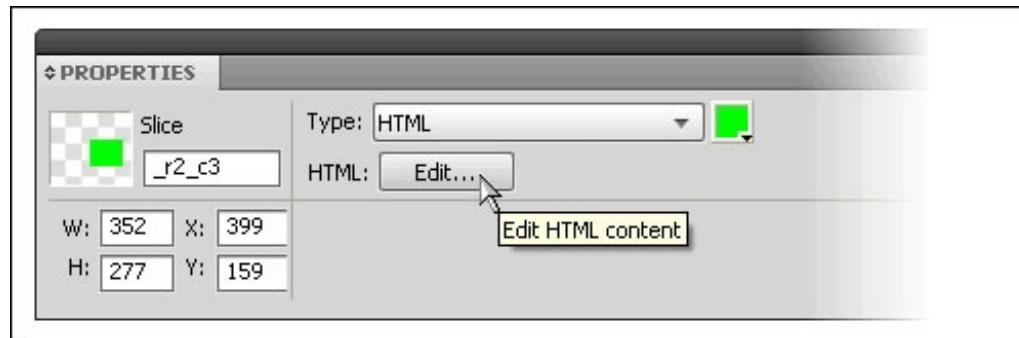 PROPERTIES
Slice
_r2_c3
Type: HTML
HTML: Edit...
Edit HTML content
W: 352 X: 399
H: 277 Y: 159